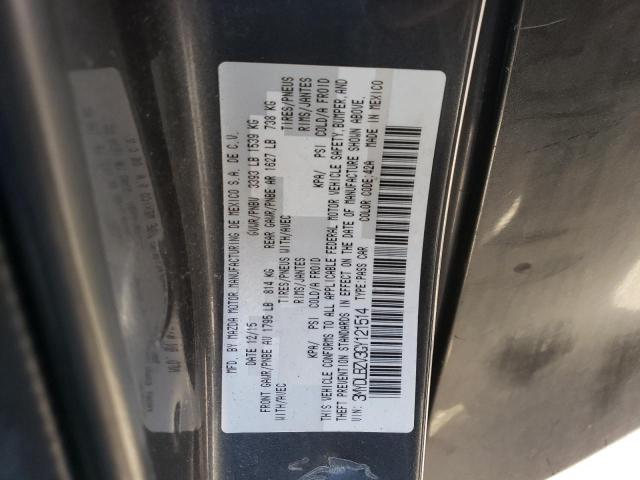 MFD. BY MAZDA MOTOR MANUFACTURING DE MEXICO S.A. DE C.V.
DATE 12/15 GVWR/PNBV 3393 LB 1539 KG
FRONT GAWR/PNBE AV 1795 LB 814 KG REAR GAWR/PNBE AR 1627 LB 738 KG
WITH/AVEC TIRES/PNEUS WITH/AVEC TIRES/PNEUS
RIMS/JANTES RIMS/JANTES
KPA/ PSI COLD/A FROID KPA/ PSI COLD/A FROID
THIS VEHICLE CONFORMS TO ALL APPLICABLE FEDERAL MOTOR VEHICLE SAFETY, BUMPER, AND
THEFT PREVENTION STANDARDS IN EFFECT ON THE DATE OF MANUFACTURE SHOWN ABOVE.
VIN: 3MYDLBZV3GY121514 TYPE:PASS CAR COLOR CODE:42A MADE IN MEXICO